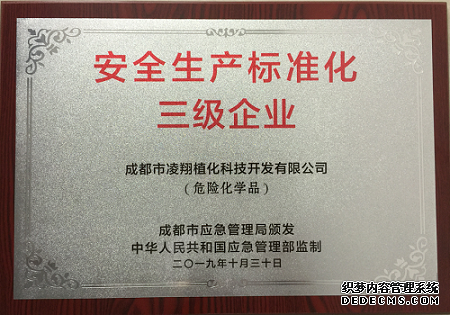 安全生产标准化
三级企业
成都市凌翔植化科技开发有限公司
（危险化学品）
成都市应急管理局颁发
中华人民共和国应急管理部监制
二〇一九年十月三十日
织梦内容管理系统
DEDECMS.COM